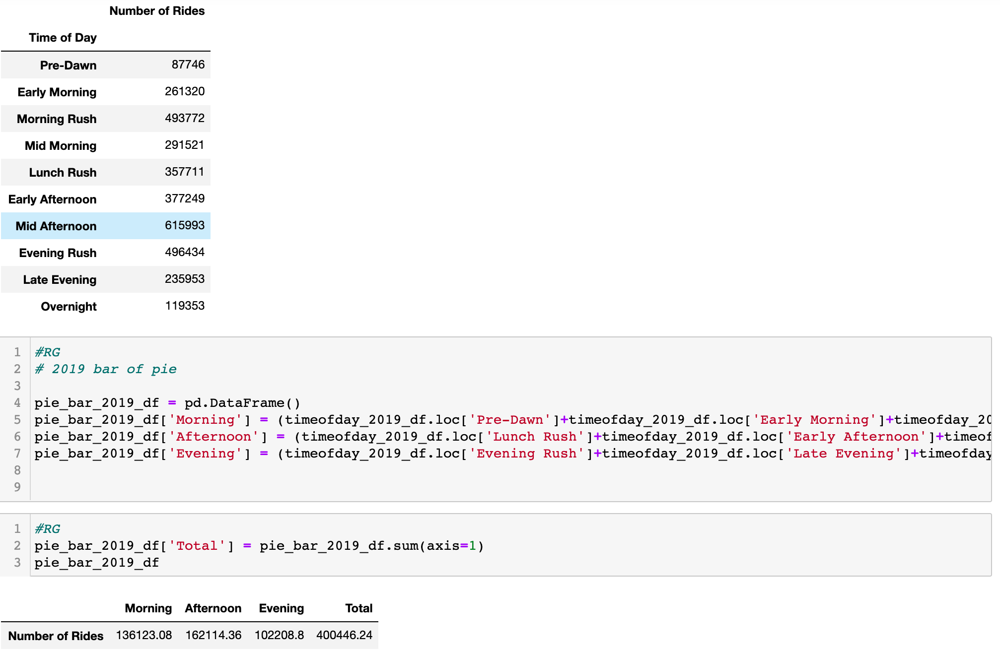 Number of Rides
Time of Day
Pre-Dawn 87746
Early Morning 261320
Morning Rush 493772
Mid Morning 291521
Lunch Rush 357711
Early Afternoon 377249
Mid Afternoon 615993
Evening Rush 496434
Late Evening 235953
Overnight 119353
1 #RG
2 # 2019 bar of pie
3
4 pie_bar_2019_df = pd.DataFrame()
5 pie_bar_2019_df['Morning'] = (timeofday_2019_df.loc['Pre-Dawn']+timeofday_2019_df.loc['Early Morning']+timeofday_20
6 pie_bar_2019_df['Afternoon'] = (timeofday_2019_df.loc['Lunch Rush']+timeofday_2019_df.loc['Early Afternoon']+timeof
7 pie_bar_2019_df['Evening'] = (timeofday_2019_df.loc['Evening Rush']+timeofday_2019_df.loc['Late Evening']+timeofday
8
9
1 #RG
2 pie_bar_2019_df['Total'] = pie_bar_2019_df.sum(axis=1)
3 pie_bar_2019_df
Morning Afternoon Evening Total
Number of Rides 136123.08 162114.36 102208.8 400446.24